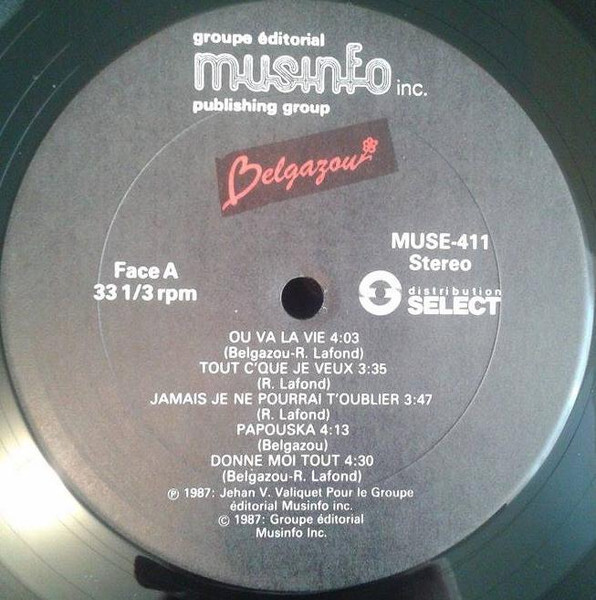 groupe éditorial
musinfo inc.
publishing group
Belgazou
MUSE-411
Stereo
Face A
33 1/3 rpm
distribution
SELECT
OU VA LA VIE 4:03
(Belgazou-R. Lafond)
TOUT C'QUE JE VEUX 3:35
(R. Lafond)
JAMAIS JE NE POURRAI T'OUBLIER 3:47
(R. Lafond)
PAPOUSKA 4:13
(Belgazou)
DONNE MOI TOUT 4:30
(Belgazou-R. Lafond)
℗ 1987: Jehan V. Valiquet Pour le Groupe
éditorial Musinfo inc.
© 1987: Groupe éditorial
Musinfo Inc.